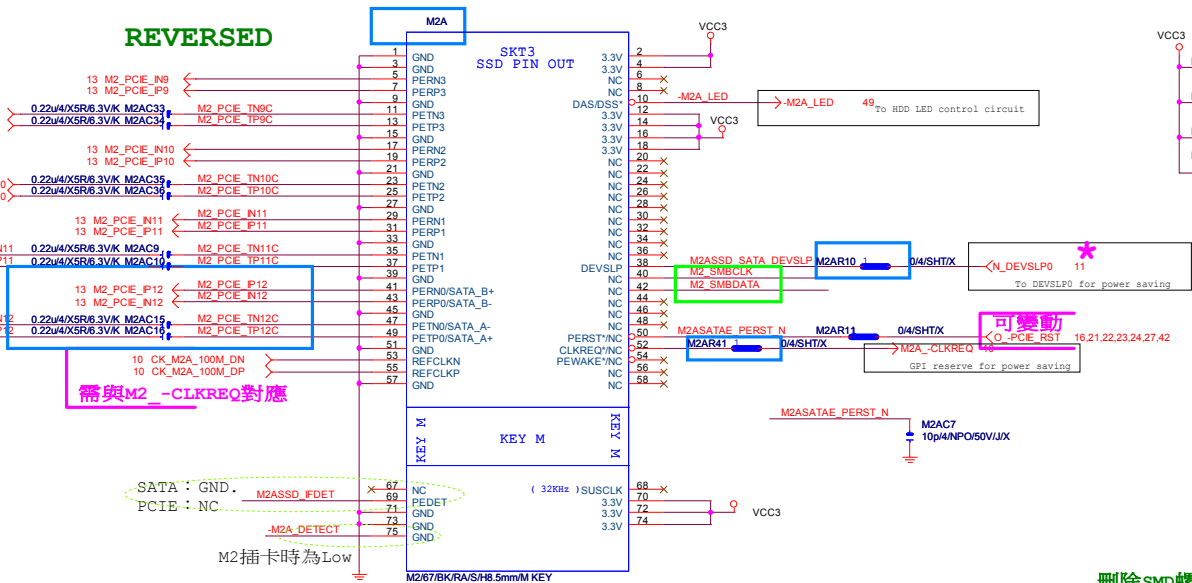 REVERSED
M2A
SKT3
SSD PIN OUT
VCC3
VCC3
1 GND 3.3V 2
3 GND 3.3V 4
13 M2_PCIE_IN9 5 PERN3 NC 6
13 M2_PCIE_IP9 7 PERP3 NC 8
9 GND DAS/DSS* 10 -M2A_LED -M2A_LED 49 To HDD LED control circuit
0.22u/4/X5R/6.3V/K M2AC33 M2_PCIE_TN9C 11 PETN3 3.3V 12
0.22u/4/X5R/6.3V/K M2AC34 M2_PCIE_TP9C 13 PETP3 3.3V 14 VCC3
15 GND 3.3V 16
13 M2_PCIE_IN10 17 PERN2 3.3V 18
13 M2_PCIE_IP10 19 PERP2 NC 20
21 GND NC 22
0.22u/4/X5R/6.3V/K M2AC35 M2_PCIE_TN10C 23 PETN2 NC 24
0.22u/4/X5R/6.3V/K M2AC36 M2_PCIE_TP10C 25 PETP2 NC 26
27 GND NC 28
13 M2_PCIE_IN11 29 PERN1 NC 30
13 M2_PCIE_IP11 31 PERP1 NC 32
33 GND NC 34
0.22u/4/X5R/6.3V/K M2AC9 M2_PCIE_TN11C 35 PETN1 NC 36
0.22u/4/X5R/6.3V/K M2AC10 M2_PCIE_TP11C 37 PETP1 DEVSLP 38 M2ASSD_SATA_DEVSLP M2AR10 1 0/4/SHT/X N_DEVSLP0 11
*
To DEVSLP0 for power saving
39 GND NC 40 M2_SMBCLK
13 M2_PCIE_IP12 M2_PCIE_IP12 41 PERN0/SATA_B+ NC 42 M2_SMBDATA
13 M2_PCIE_IN12 M2_PCIE_IN12 43 PERP0/SATA_B- NC 44
45 GND NC 46
0.22u/4/X5R/6.3V/K M2AC15 M2_PCIE_TN12C 47 PETN0/SATA_A- NC 48
可變動
0.22u/4/X5R/6.3V/K M2AC16 M2_PCIE_TP12C 49 PETP0/SATA_A+ PERST*/NC 50 M2ASATAE_PERST_N M2AR11 0/4/SHT/X O_-PCIE_RST 16,21,22,23,24,27,42
51 GND CLKREQ*/NC 52 M2AR41 1 0/4/SHT/X M2A_-CLKREQ
10 CK_M2A_100M_DN 53 REFCLKN PEWAKE*/NC 54
GPI reserve for power saving
10 CK_M2A_100M_DP 55 REFCLKP NC 56
57 GND NC 58
需與M2_-CLKREQ對應
M2ASATAE_PERST_N
M2AC7
10p/4/NPO/50V/J/X
KEY M KEY M KEY M
SATA：GND.
PCIE：NC
67 NC ( 32KHz )SUSCLK 68
M2ASSD_IFDET 69 PEDET 3.3V 70
71 GND 3.3V 72 VCC3
73 GND 3.3V 74
-M2A_DETECT 75 GND
M2插卡時為Low
M2/67/BK/RA/S/H8.5mm/M KEY